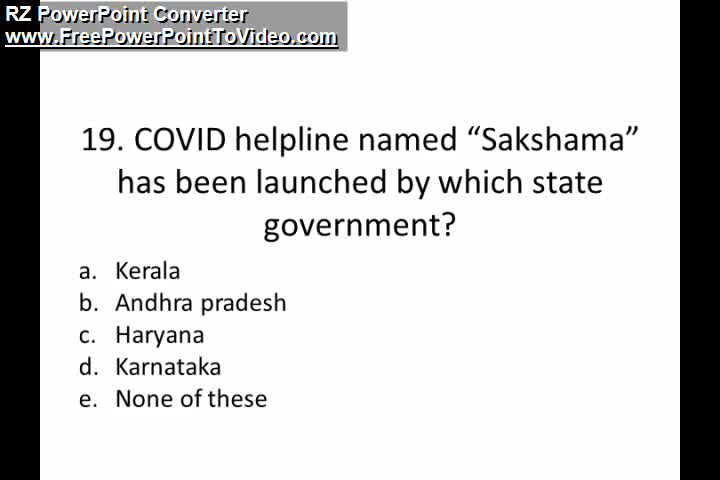 RZ PowerPoint Converter
www.FreePowerPointToVideo.com
19. COVID helpline named “Sakshama”
has been launched by which state
government?
a. Kerala
b. Andhra pradesh
c. Haryana
d. Karnataka
e. None of these